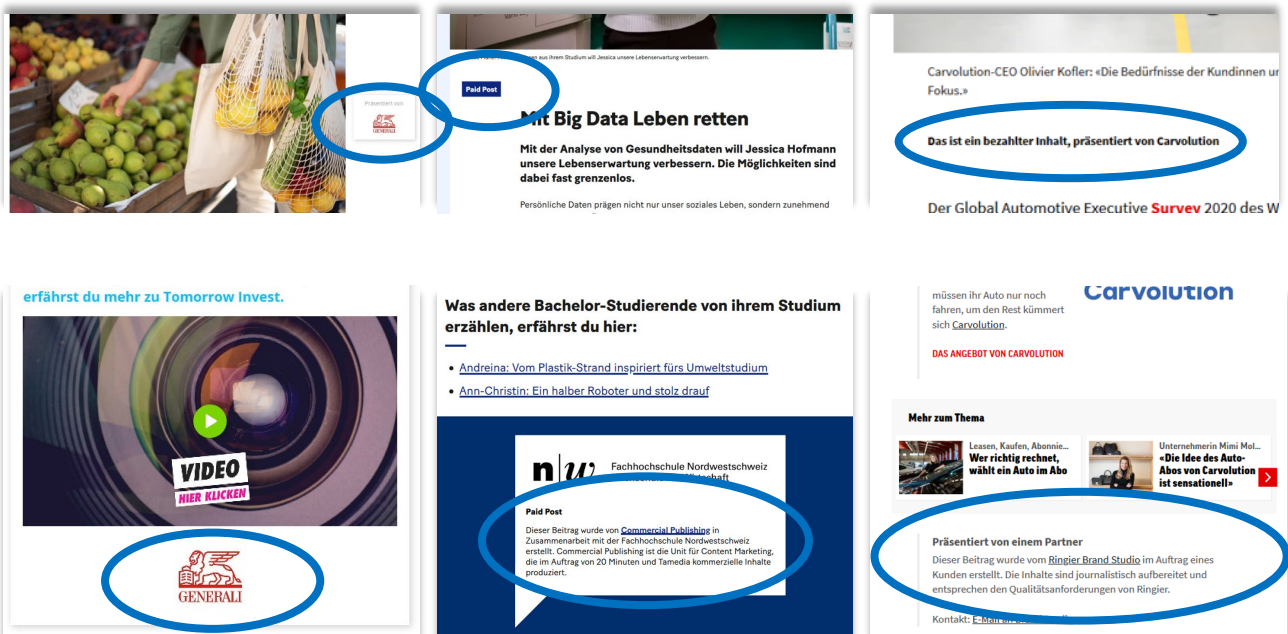 Präsentiert von
GENERALI
aus ihrem Studium will Jessica unsere Lebenserwartung verbessern.
Paid Post
Mit Big Data Leben retten
Mit der Analyse von Gesundheitsdaten will Jessica Hofmann
unsere Lebenserwartung verbessern. Die Möglichkeiten sind
dabei fast grenzenlos.
Persönliche Daten prägen nicht nur unser soziales Leben, sondern zunehmend
Carvolution-CEO Olivier Kofler: «Die Bedürfnisse der Kundinnen
Fokus.»
Das ist ein bezahlter Inhalt, präsentiert von Carvolution
Der Global Automotive Executive Survey 2020 des W
erfährst du mehr zu Tomorrow Invest.
VIDEO
HIER KLICKEN
GENERALI
Was andere Bachelor-Studierende von ihrem Studium
erzählen, erfährst du hier:
• Andreina: Vom Plastik-Strand inspiriert fürs Umweltstudium
• Ann-Christin: Ein halber Roboter und stolz drauf
n|w Fachhochschule Nordwestschweiz
Paid Post
Dieser Beitrag wurde von Commercial Publishing in
Zusammenarbeit mit der Fachhochschule Nordwestschweiz
erstellt. Commercial Publishing ist die Unit für Content Marketing,
die im Auftrag von 20 Minuten und Tamedia kommerzielle Inhalte
produziert.
müssen ihr Auto nur noch
fahren, um den Rest kümmert
sich Carvolution.
Carvolution
DAS ANGEBOT VON CARVOLUTION
Mehr zum Thema
Leasen, Kaufen, Abonnie...
Wer richtig rechnet,
wählt ein Auto im Abo
Unternehmerin Mimi Mol...
«Die Idee des Auto-
Abos von Carvolution
ist sensationell»
Präsentiert von einem Partner
Dieser Beitrag wurde vom Ringier Brand Studio im Auftrag eines
Kunden erstellt. Die Inhalte sind journalistisch aufbereitet und
entsprechen den Qualitätsanforderungen von Ringier.
Kontakt: